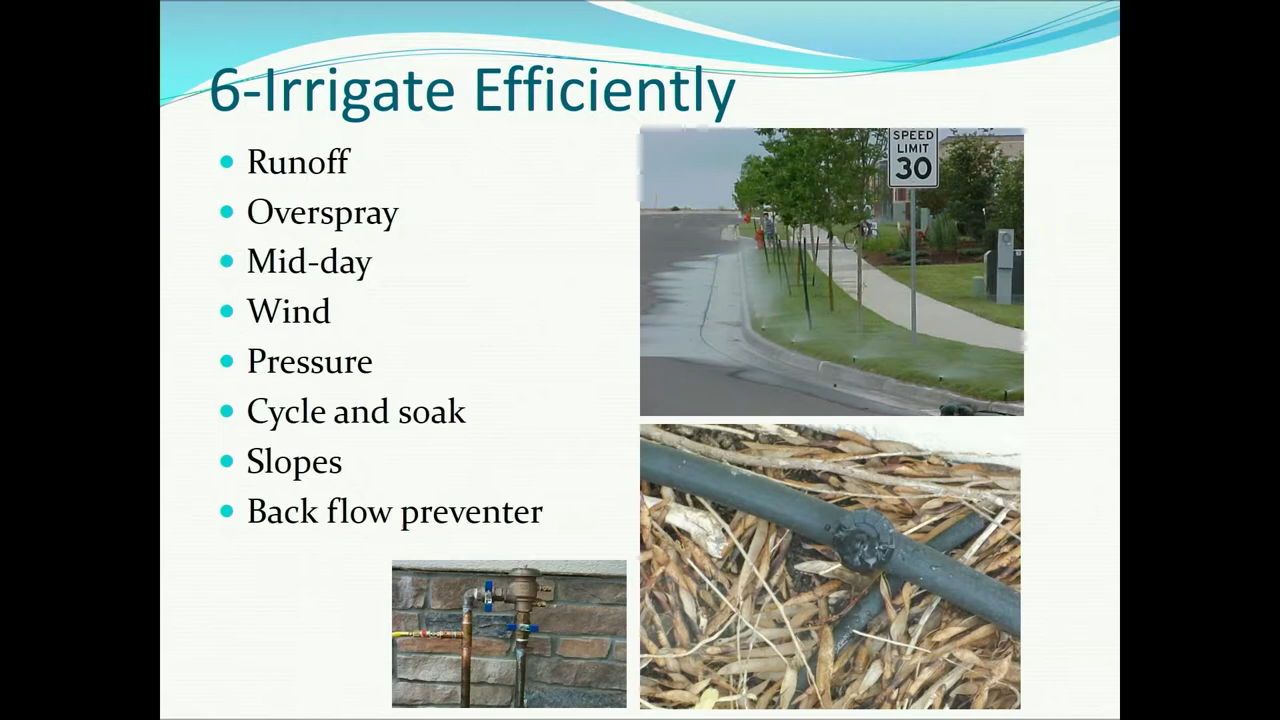 6-Irrigate Efficiently
Runoff
Overspray
Mid-day
Wind
Pressure
Cycle and soak
Slopes
Back flow preventer
SPEED
LIMIT
30